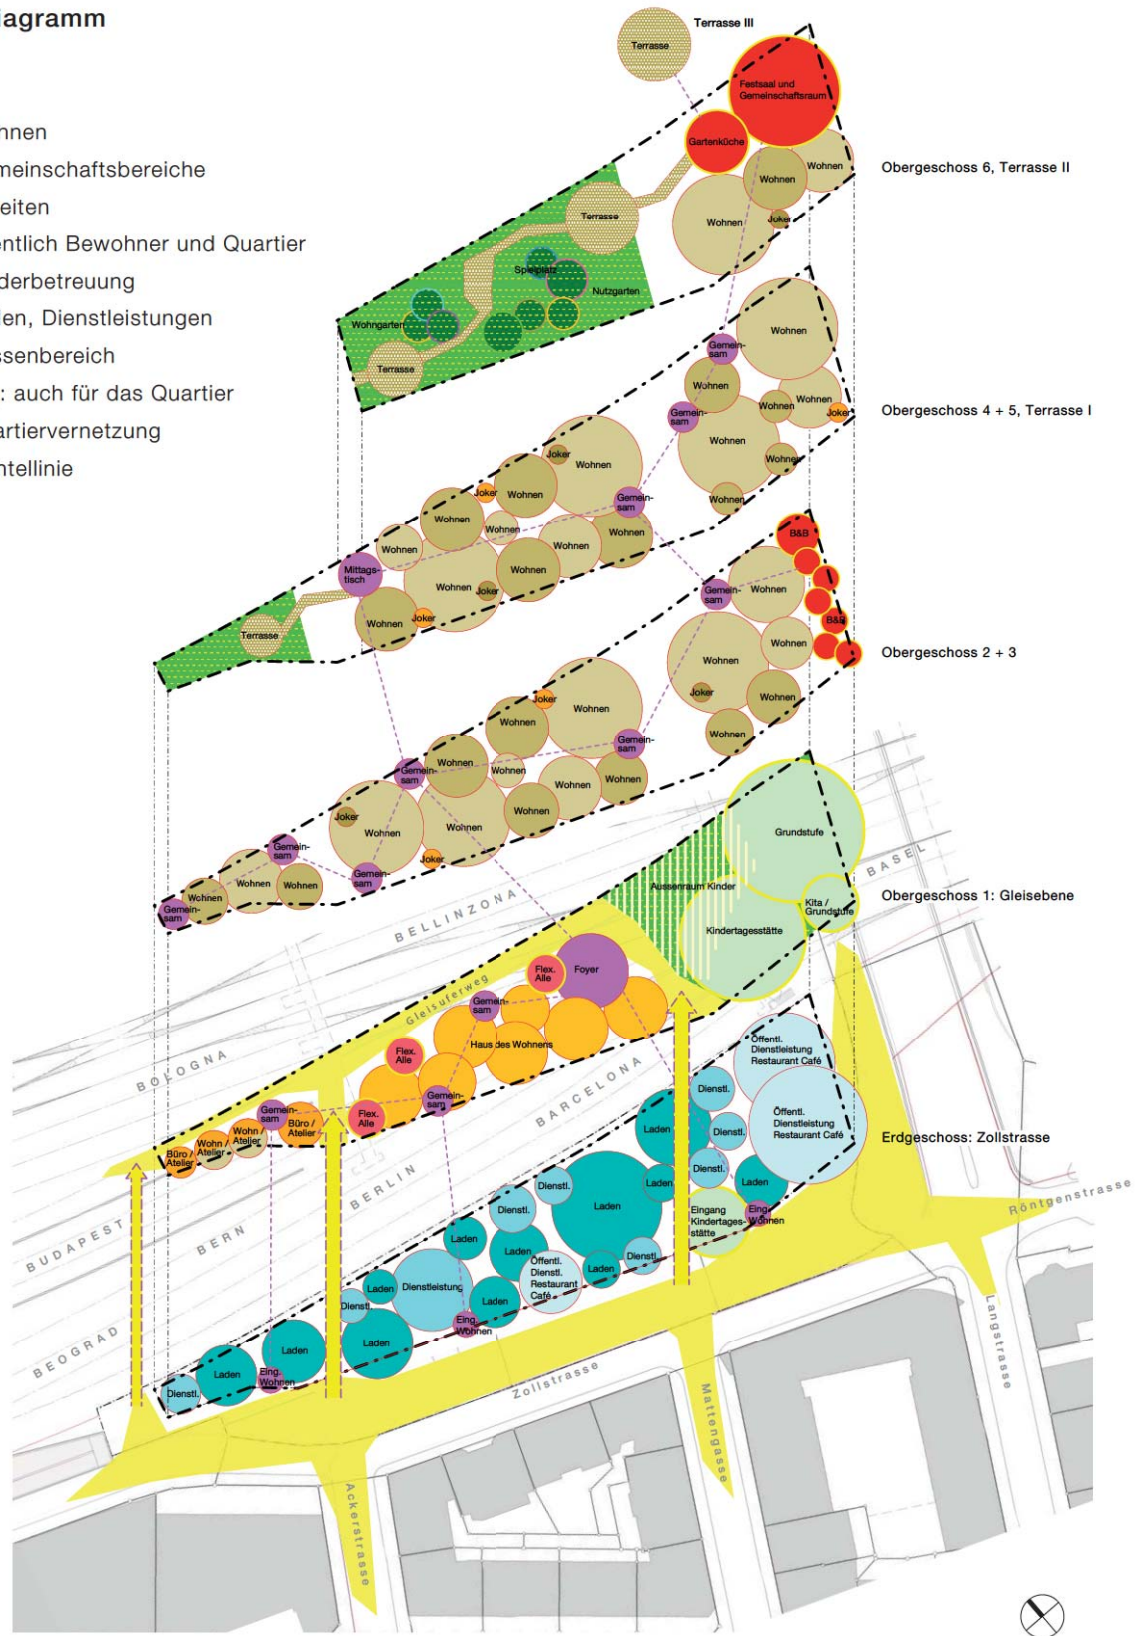 iagramm
nnen
meinschaftsbereiche
eiten
entlich Bewohner und Quartier
derbetreuung
den, Dienstleistungen
ssenbereich
: auch für das Quartier
artiervernetzung
ntellinie
Terrasse III
Terrasse
Festsaal und
Gemeinschaftsraum
Gartenküche
Wohnen
Wohnen
Obergeschoss 6, Terrasse II
Wohnen
Joker
Terrasse
Spielplatz
Nutzgarten
Wohngarten
Terrasse
Wohnen
Gemein-
sam
Wohnen
Wohnen
Wohnen
Joker
Gemein-
sam
Obergeschoss 4 + 5, Terrasse I
Wohnen
Wohnen
Wohnen
Joker
Wohnen
Joker
Wohnen
Gemein-
sam
Wohnen
Wohnen
Wohnen
Wohnen
Wohnen
Mittags-
tisch
Wohnen
Wohnen
Joker
Wohnen
Joker
Terrasse
B&B
Gemein-
sam
Wohnen
B&B
Wohnen
Obergeschoss 2 + 3
Wohnen
Joker
Wohnen
Wohnen
Joker
Wohnen
Wohnen
Gemein-
sam
Gemein-
sam
Wohnen
Wohnen
Wohnen
Wohnen
Wohnen
Joker
Wohnen
Wohnen
Joker
Gemein-
sam
Gemein-
sam
Wohnen
Wohnen
Wohnen
Gemein-
sam
Grundstufe
BASEL
Aussenraum Kinder
Kita /
Grundstufe
Obergeschoss 1: Gleisebene
Kindertagesstätte
BELLINZONA
Gleisuferweg
Flex.
Alle
Foyer
Gemein-
sam
Haus des Wohnens
Flex.
Alle
BOLOGNA
Gemein-
sam
Flex.
Alle
Gemein-
sam
Büro /
Atelier
Wohn /
Atelier
Wohn /
Atelier
Büro /
Atelier
BARCELONA
Öffentl.
Dienstleistung
Restaurant Café
Dienstl.
Öffentl.
Dienstleistung
Restaurant Café
Laden
Dienstl.
Erdgeschoss: Zollstrasse
Dienstl.
Laden
Laden
Dienstl.
BERLIN
Eingang
Kindertages-
stätte
Eing.
Wohnen
Röntgenstrasse
Dienstl.
Laden
BUDAPEST
BERN
Laden
Laden
Dienstl.
Öffentl.
Dienstl.
Restaurant
Café
Laden
Laden
Dienstleistung
Laden
Dienstl.
Eing.
Wohnen
Laden
BEOGRAD
Laden
Laden
Eing.
Wohnen
Dienstl.
Zollstrasse
Langstrasse
Mattengasse
Ackerstrasse